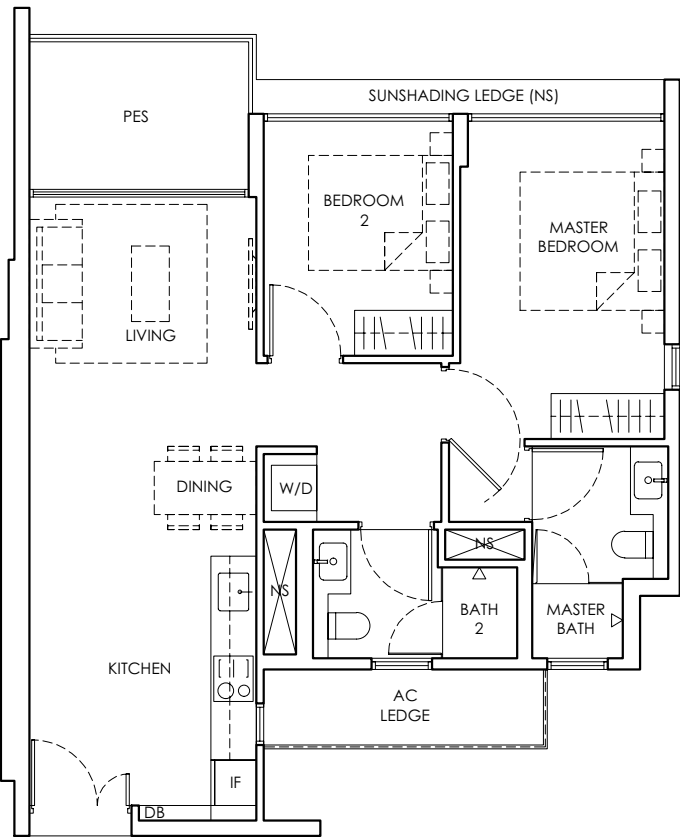 SUNSHADING LEDGE (NS)
PES
BEDROOM
2
MASTER
BEDROOM
LIVING
DINING
W/D
NS
NS
BATH
2
MASTER
BATH
KITCHEN
AC
LEDGE
IF
DB